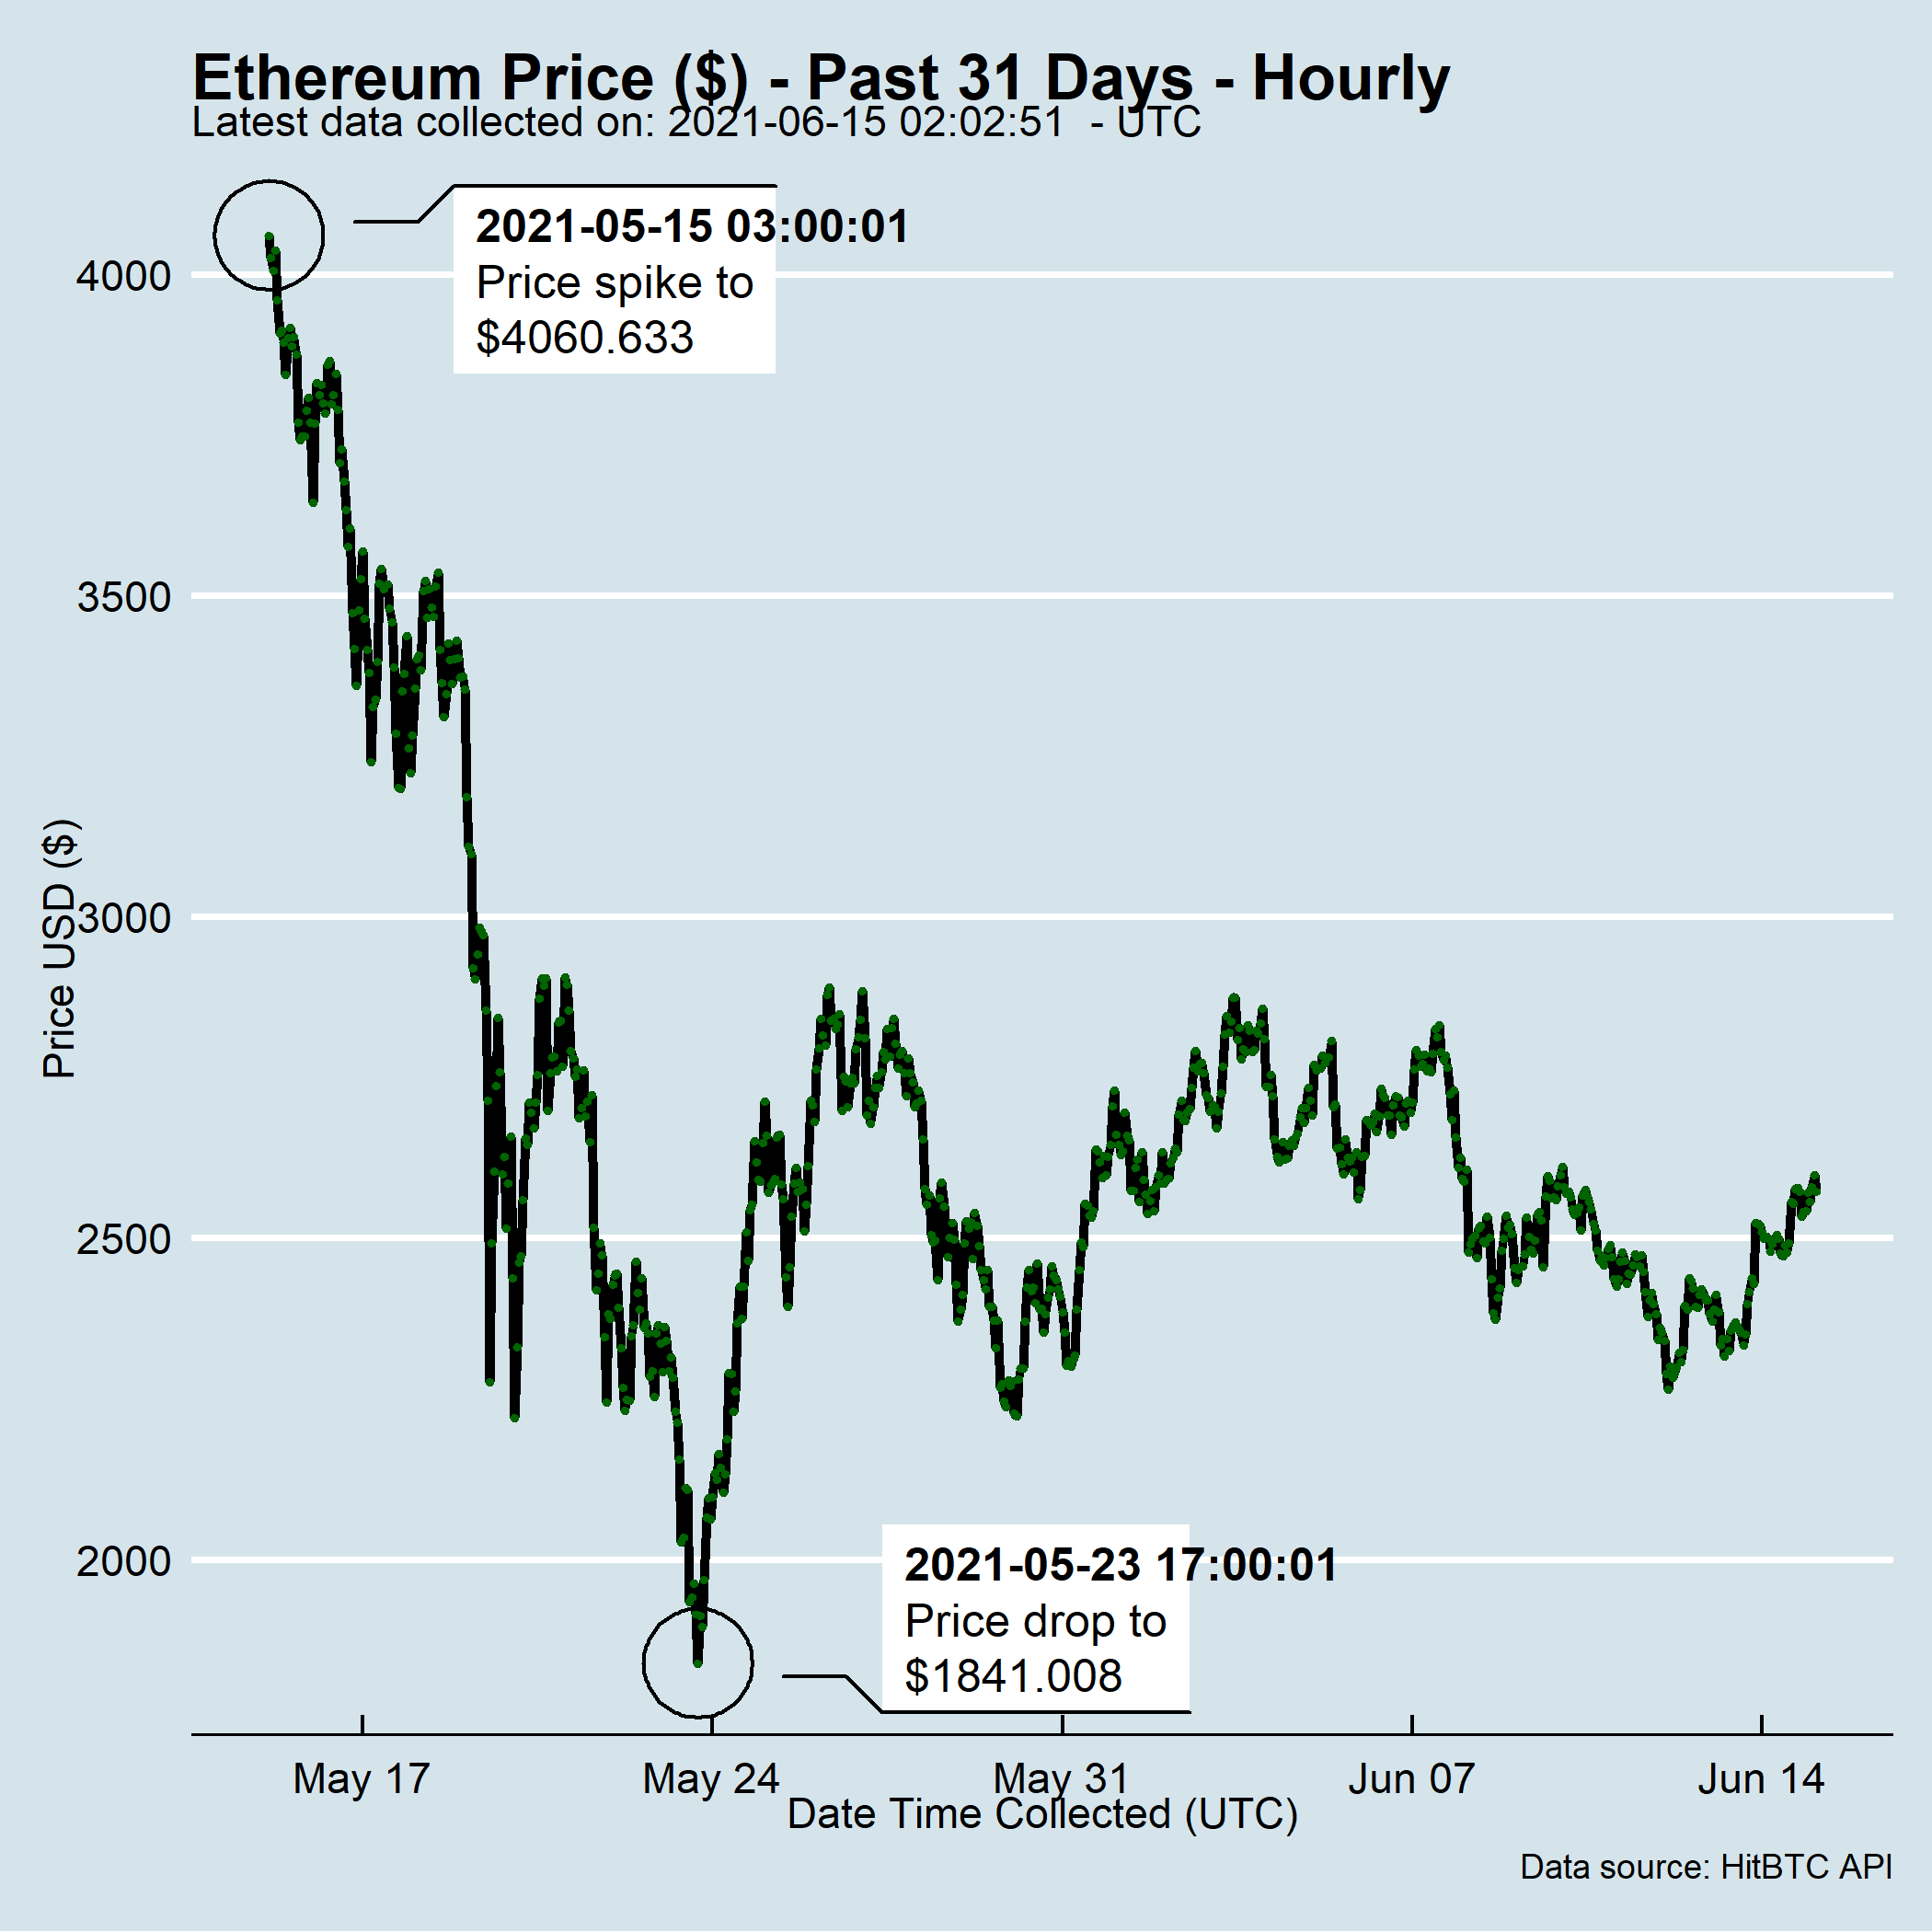 Ethereum Price ($) - Past 31 Days - Hourly
Latest data collected on: 2021-06-15 02:02:51  - UTC
2021-05-15 03:00:01
Price spike to
$4060.633
4000
3500
3000
2500
2000
Price USD ($)
2021-05-23 17:00:01
Price drop to
$1841.008
May 17 May 24 May 31 Jun 07 Jun 14
Date Time Collected (UTC)
Data source: HitBTC API